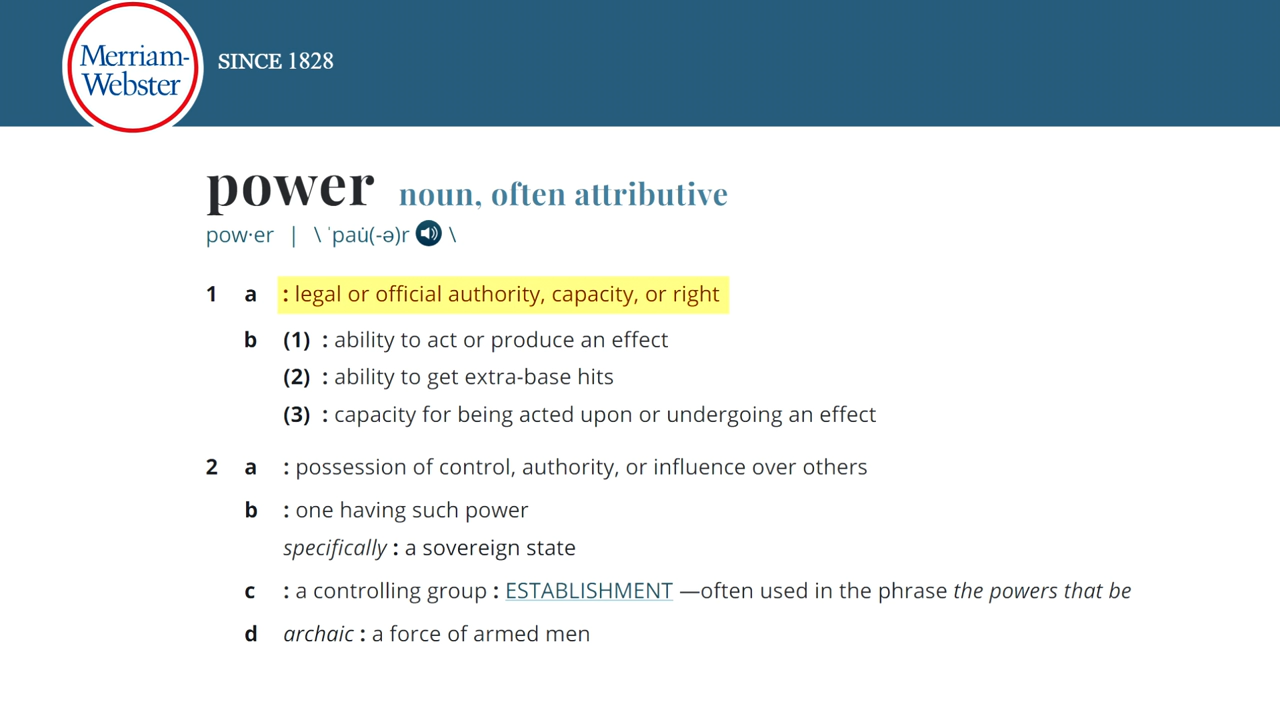 Merriam-
Webster
SINCE 1828
power noun, often attributive
pow·er | \ ˈpau̇(-ə)r \
1 a : legal or official authority, capacity, or right
b (1) : ability to act or produce an effect
(2) : ability to get extra-base hits
(3) : capacity for being acted upon or undergoing an effect
2 a : possession of control, authority, or influence over others
b : one having such power
specifically : a sovereign state
c : a controlling group : ESTABLISHMENT —often used in the phrase the powers that be
d archaic : a force of armed men